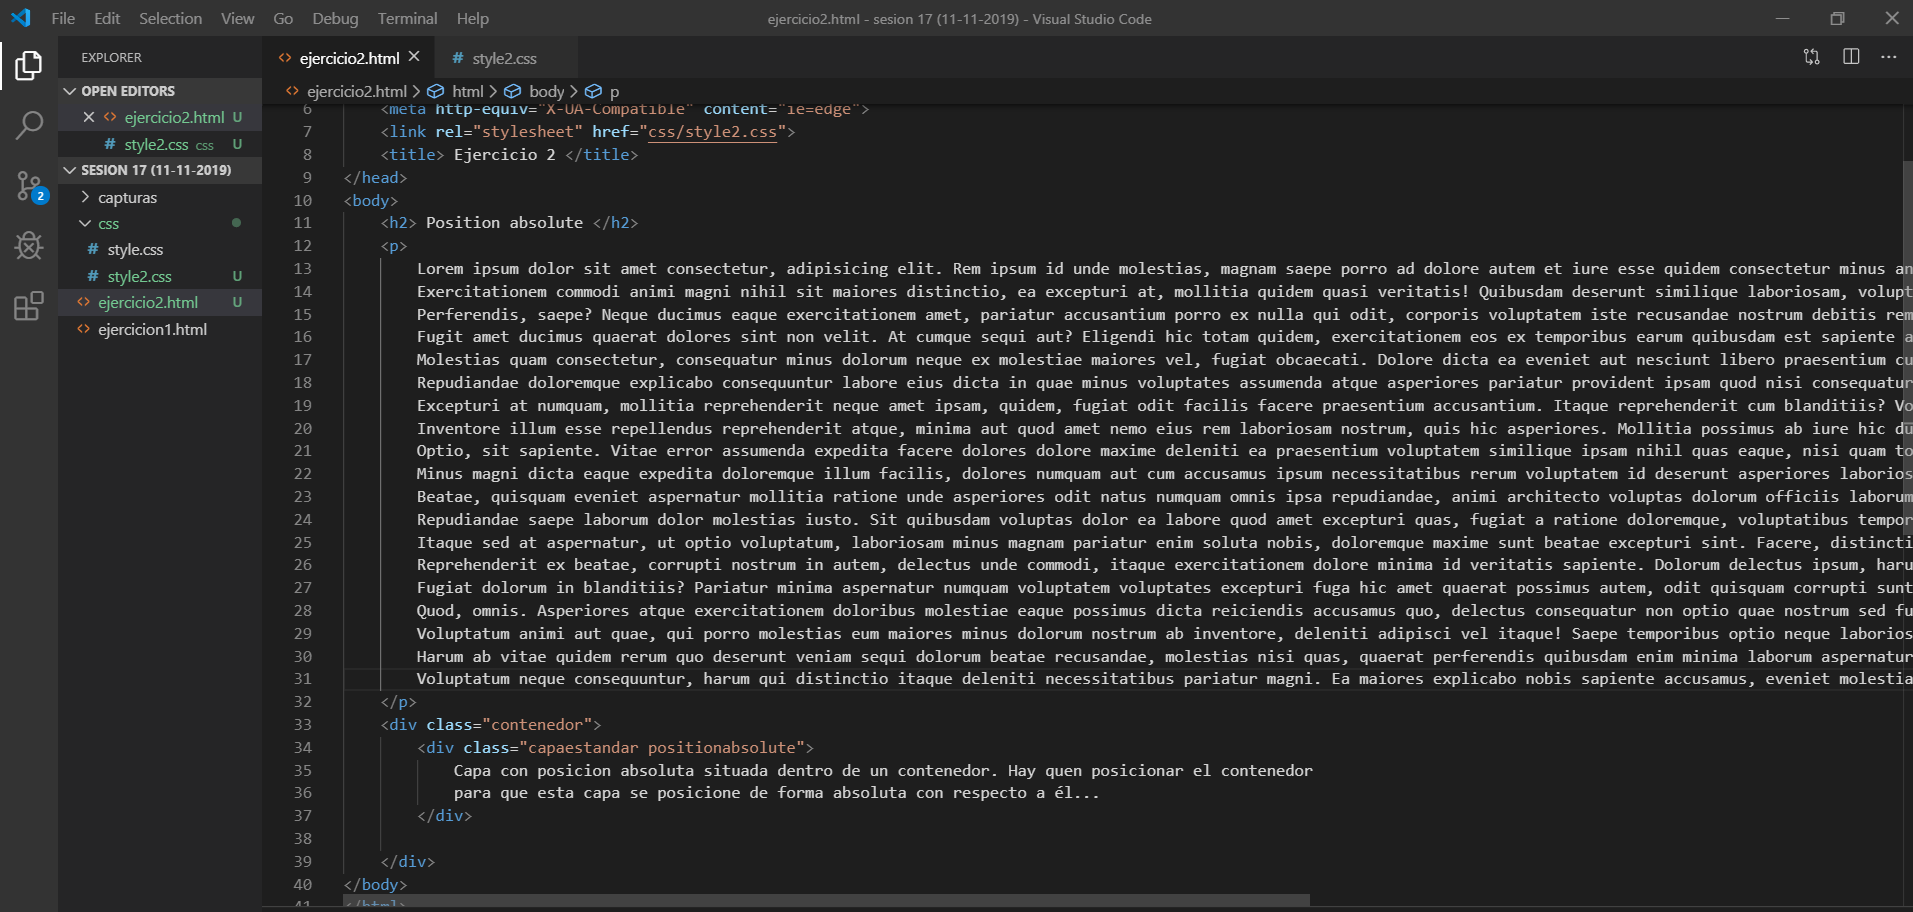 File Edit Selection View Go Debug Terminal Help
ejercicio2.html - sesion 17 (11-11-2019) - Visual Studio Code
EXPLORER
OPEN EDITORS
ejercicio2.html U
# style2.css css U
SESION 17 (11-11-2019)
capturas
css
# style.css
# style2.css U
<> ejercicio2.html U
<> ejercicion1.html
2
<> ejercicio2.html
# style2.css
<> ejercicio2.html > html > body > p
6 <meta http-equiv="X-UA-Compatible" content="ie=edge">
7 <link rel="stylesheet" href="css/style2.css">
8 <title> Ejercicio 2 </title>
9 </head>
10 <body>
11 <h2> Position absolute </h2>
12 <p>
13 Lorem ipsum dolor sit amet consectetur, adipisicing elit. Rem ipsum id unde molestias, magnam saepe porro ad dolore autem et iure esse quidem consectetur minus an
14 Exercitationem commodi animi magni nihil sit maiores distinctio, ea excepturi at, mollitia quidem quasi veritatis! Quibusdam deserunt similique laboriosam, volupt
15 Perferendis, saepe? Neque ducimus eaque exercitationem amet, pariatur accusantium porro ex nulla qui odit, corporis voluptatem iste recusandae nostrum debitis rem
16 Fugit amet ducimus quaerat dolores sint non velit. At cumque sequi aut? Eligendi hic totam quidem, exercitationem eos ex temporibus earum quibusdam est sapiente a
17 Molestias quam consectetur, consequatur minus dolorum neque ex molestiae maiores vel, fugiat obcaecati. Dolore dicta ea eveniet aut nesciunt libero praesentium cu
18 Repudiandae doloremque explicabo consequuntur labore eius dicta in quae minus voluptates assumenda atque asperiores pariatur provident ipsam quod nisi consequatur
19 Excepturi at numquam, mollitia reprehenderit neque amet ipsam, quidem, fugiat odit facilis facere praesentium accusantium. Itaque reprehenderit cum blanditiis? Vo
20 Inventore illum esse repellendus reprehenderit atque, minima aut quod amet nemo eius rem laboriosam nostrum, quis hic asperiores. Mollitia possimus ab iure hic du
21 Optio, sit sapiente. Vitae error assumenda expedita facere dolores dolore maxime deleniti ea praesentium voluptatem similique ipsam nihil quas eaque, nisi quam to
22 Minus magni dicta eaque expedita doloremque illum facilis, dolores numquam aut cum accusamus ipsum necessitatibus rerum voluptatem id deserunt asperiores laborios
23 Beatae, quisquam eveniet aspernatur mollitia ratione unde asperiores odit natus numquam omnis ipsa repudiandae, animi architecto voluptas dolorum officiis laborum
24 Repudiandae saepe laborum dolor molestias iusto. Sit quibusdam voluptas dolor ea labore quod amet excepturi quas, fugiat a ratione doloremque, voluptatibus tempor
25 Itaque sed at aspernatur, ut optio voluptatum, laboriosam minus magnam pariatur enim soluta nobis, doloremque maxime sunt beatae excepturi sint. Facere, distincti
26 Reprehenderit ex beatae, corrupti nostrum in autem, delectus unde commodi, itaque exercitationem dolore minima id veritatis sapiente. Dolorum delectus ipsum, haru
27 Fugiat dolorum in blanditiis? Pariatur minima aspernatur numquam voluptatem voluptates excepturi fuga hic amet quaerat possimus autem, odit quisquam corrupti sunt
28 Quod, omnis. Asperiores atque exercitationem doloribus molestiae eaque possimus dicta reiciendis accusamus quo, delectus consequatur non optio quae nostrum sed fu
29 Voluptatum animi aut quae, qui porro molestias eum maiores minus dolorum nostrum ab inventore, deleniti adipisci vel itaque! Saepe temporibus optio neque laborios
30 Harum ab vitae quidem rerum quo deserunt veniam sequi dolorum beatae recusandae, molestias nisi quas, quaerat perferendis quibusdam enim minima laborum aspernatur
31 Voluptatum neque consequuntur, harum qui distinctio itaque deleniti necessitatibus pariatur magni. Ea maiores explicabo nobis sapiente accusamus, eveniet molestia
32 </p>
33 <div class="contenedor">
34 <div class="capaestandar positionabsolute">
35 Capa con posicion absoluta situada dentro de un contenedor. Hay quen posicionar el contenedor
36 para que esta capa se posicione de forma absoluta con respecto a él...
37 </div>
38
39 </div>
40 </body>
41 </html>